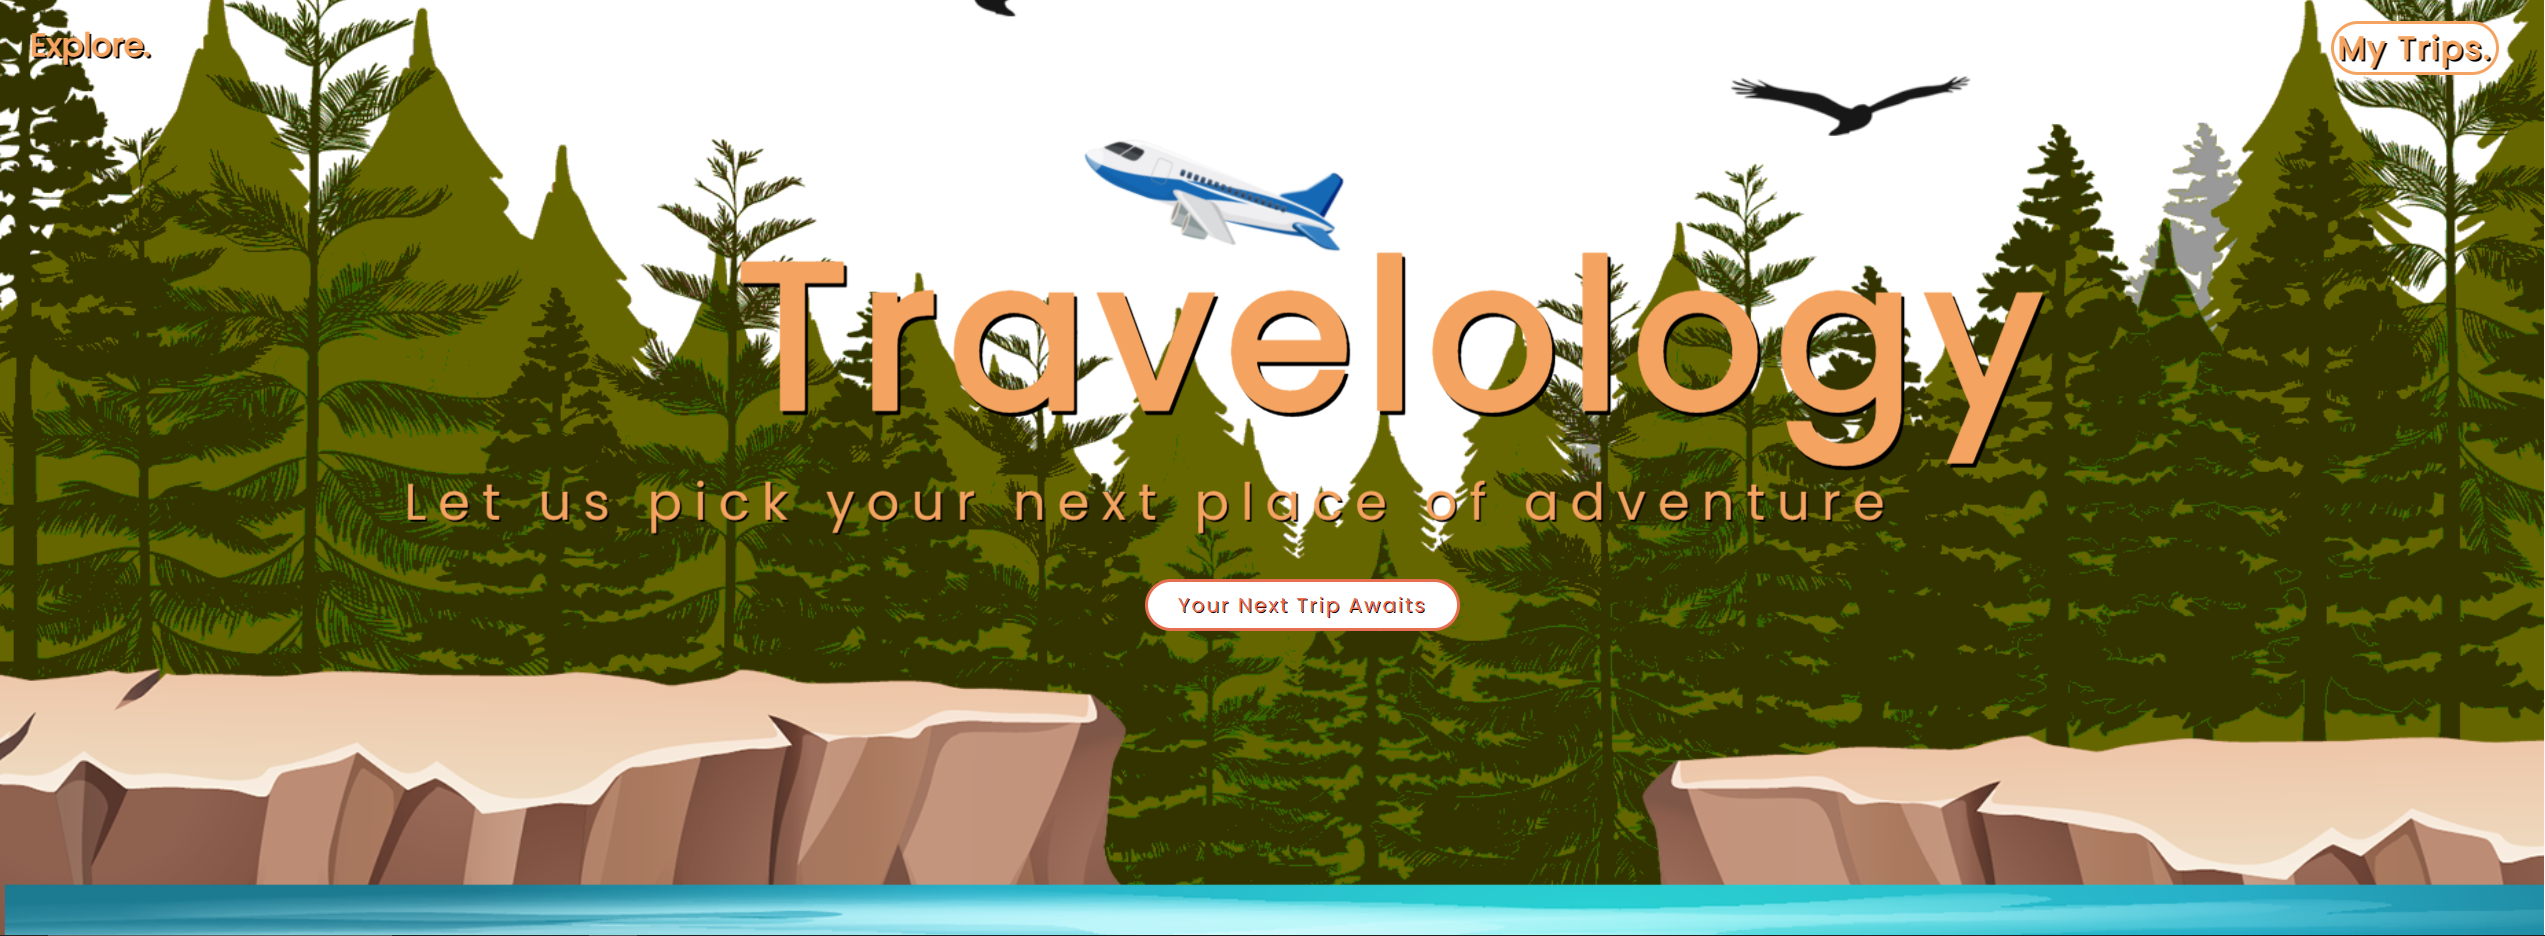 Explore.
My Trips.
Travelology
Let us pick your next place of adventure
Your Next Trip Awaits